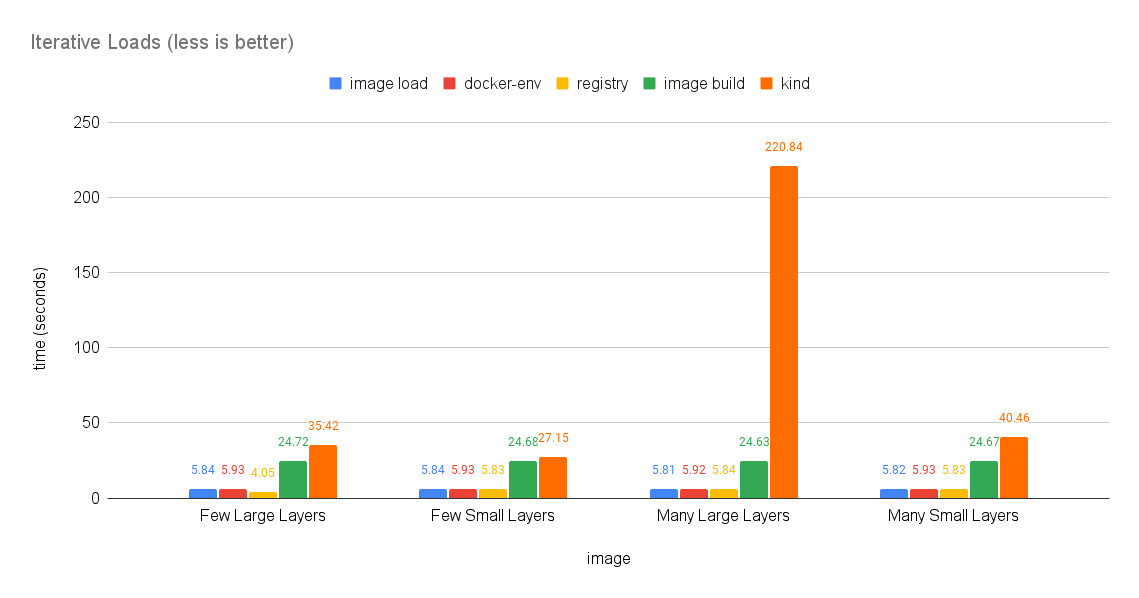 Iterative Loads (less is better)
image load docker-env registry image build kind
time (seconds)
250
200
150
100
50
0
5.84 5.93 4.05 24.72 35.42
5.84 5.93 5.83 24.68 27.15
5.81 5.92 5.84 24.63 220.84
5.82 5.93 5.83 24.67 40.46
Few Large Layers Few Small Layers Many Large Layers Many Small Layers
image